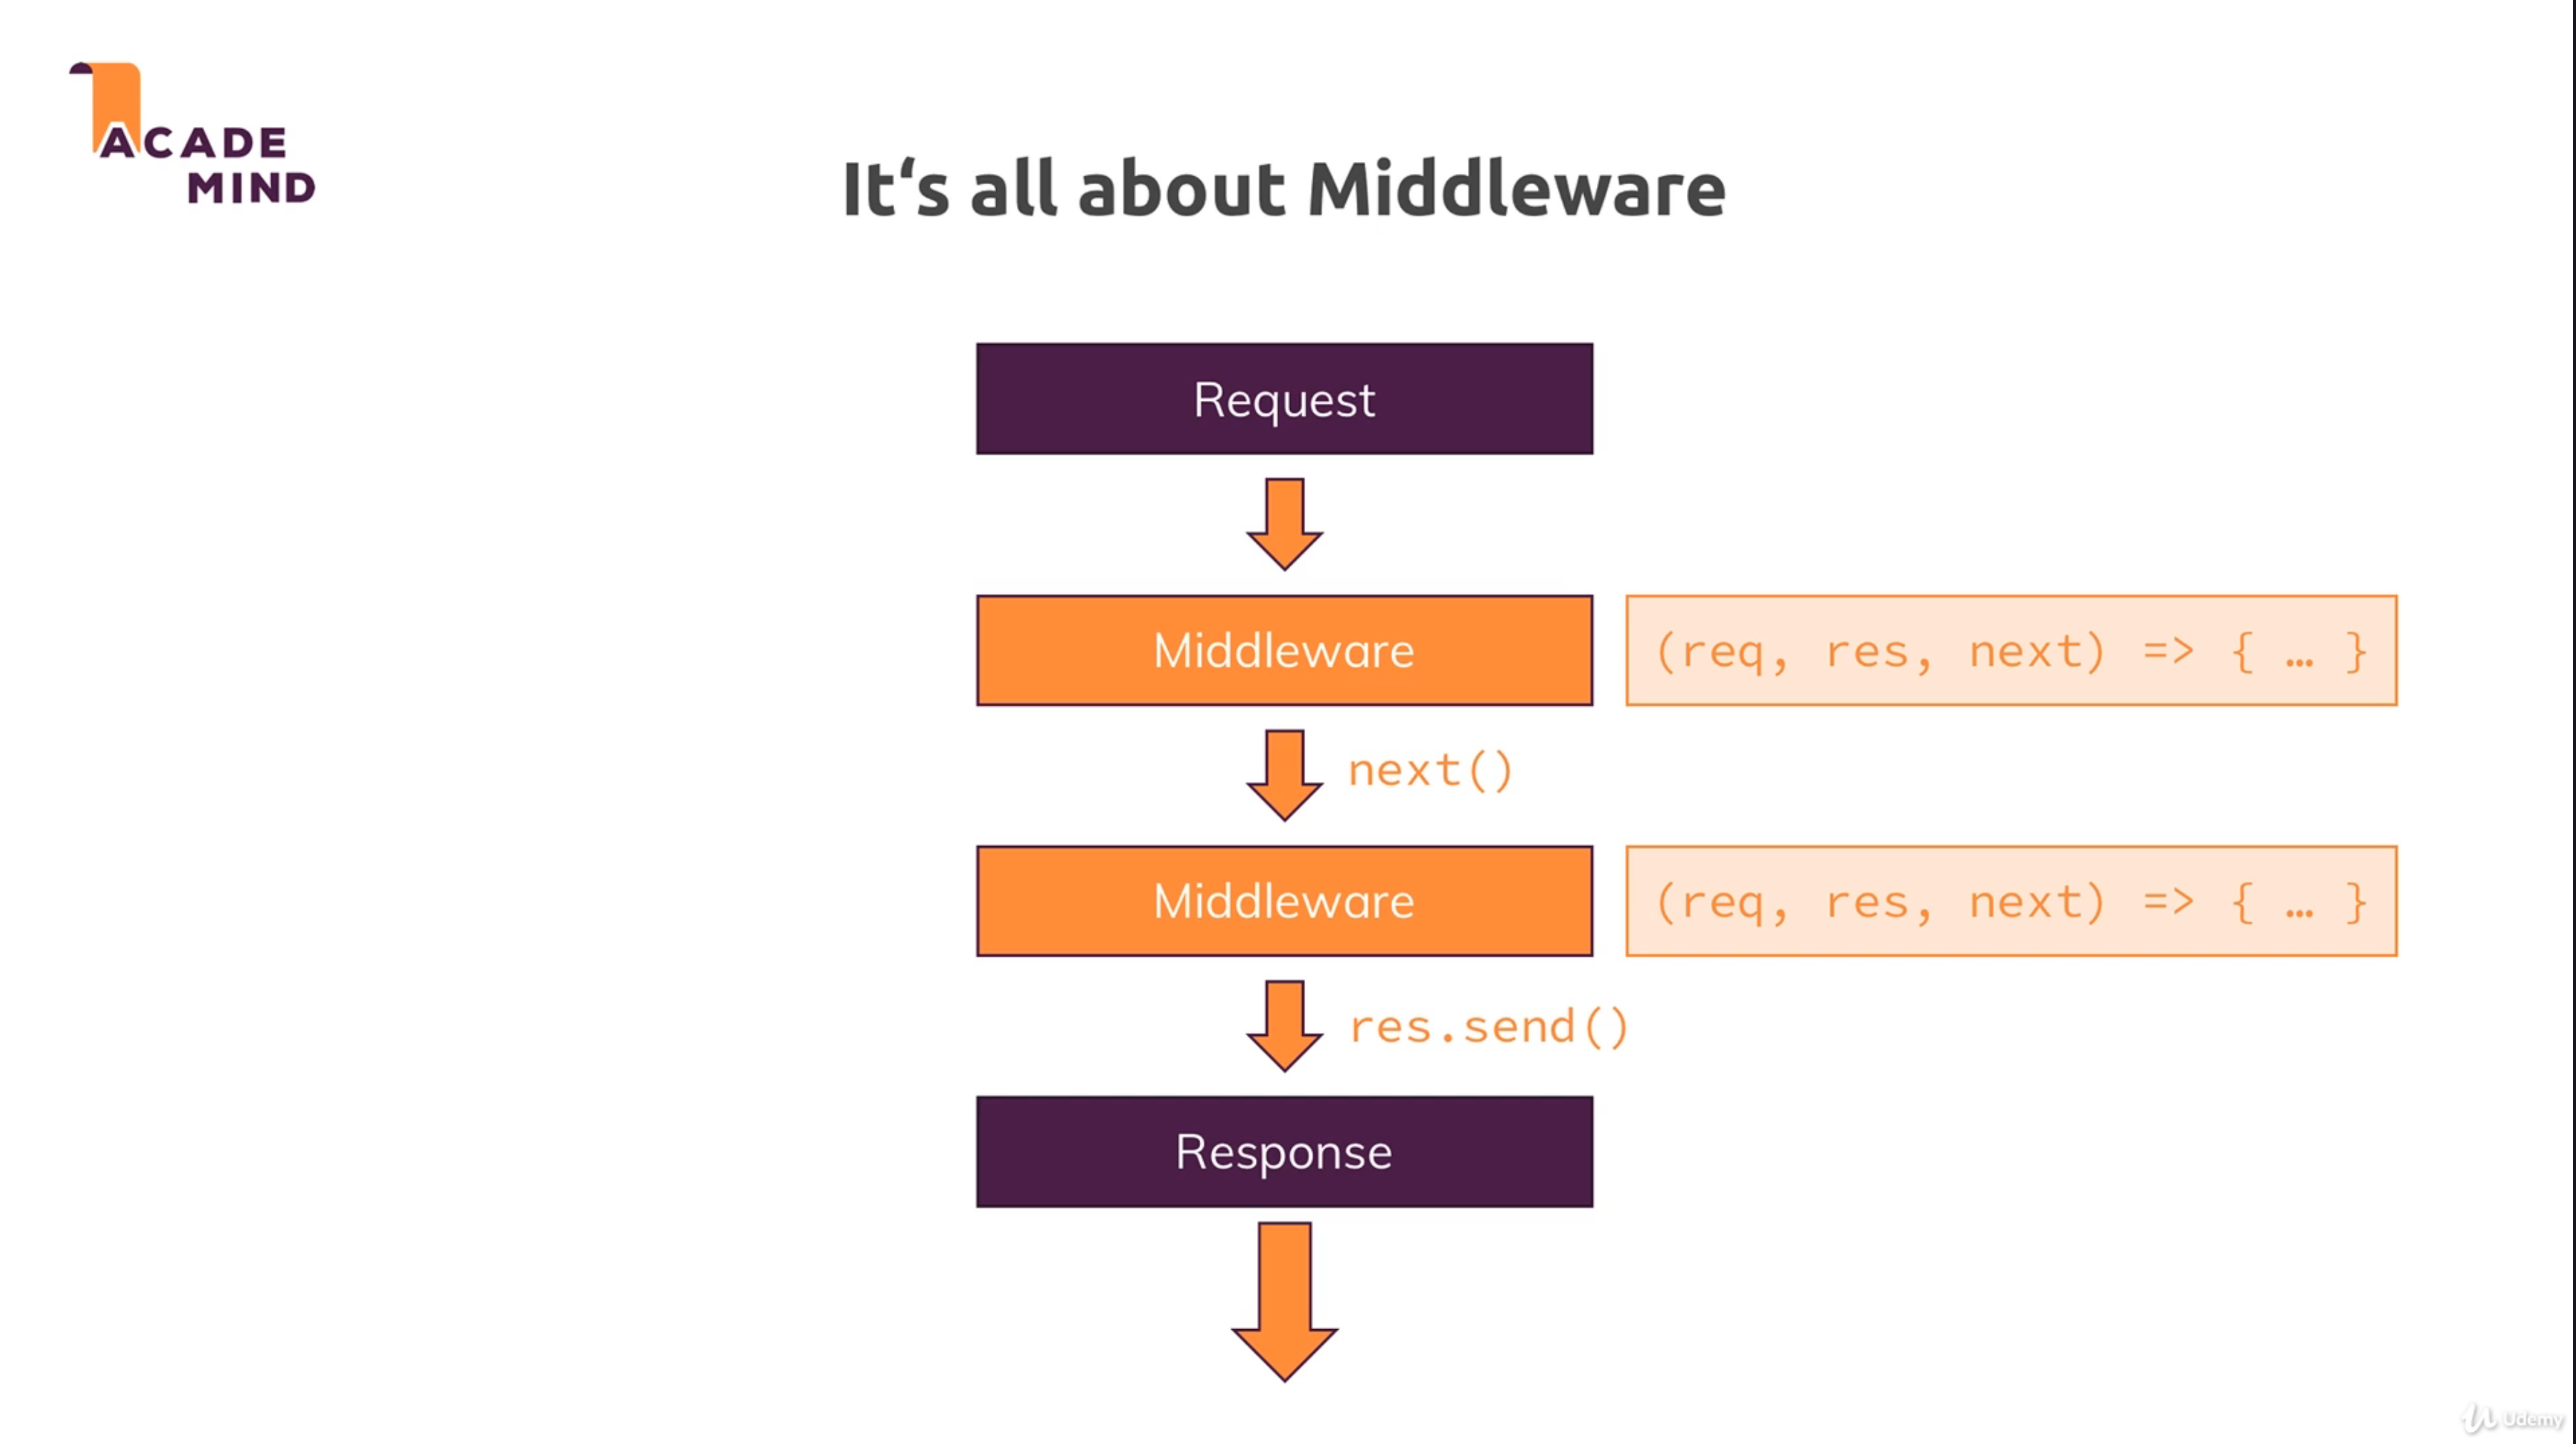 ACADE
MIND
It‘s all about Middleware
Request
Middleware
(req, res, next) => { … }
next()
Middleware
(req, res, next) => { … }
res.send()
Response
Udemy